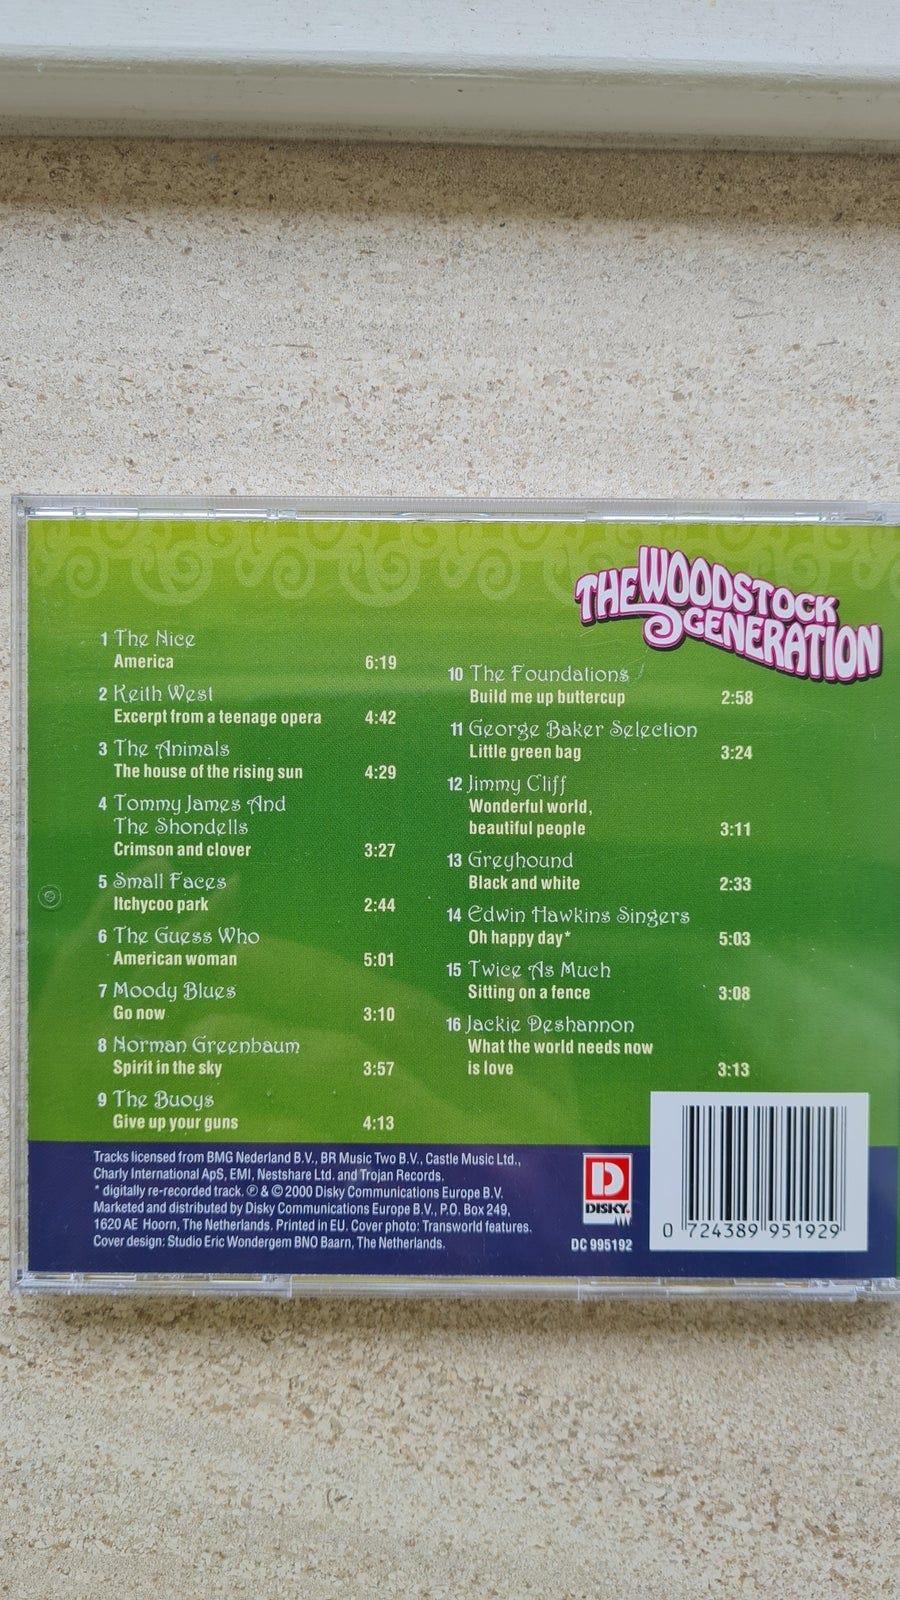 THE WOODSTOCK
GENERATION
1 The Nice
America 6:19
2 Keith West
Excerpt from a teenage opera 4:42
3 The Animals
The house of the rising sun 4:29
4 Tommy James And
The Shondells
Crimson and clover 3:27
5 Small Faces
Itchycoo park 2:44
6 The Guess Who
American woman 5:01
7 Moody Blues
Go now 3:10
8 Norman Greenbaum
Spirit in the sky 3:57
9 The Buoys
Give up your guns 4:13
10 The Foundations
Build me up buttercup 2:58
11 George Baker Selection
Little green bag 3:24
12 Jimmy Cliff
Wonderful world,
beautiful people 3:11
13 Greyhound
Black and white 2:33
14 Edwin Hawkins Singers
Oh happy day* 5:03
15 Twice As Much
Sitting on a fence 3:08
16 Jackie Deshannon
What the world needs now
is love 3:13
Tracks licensed from BMG Nederland B.V., BR Music Two B.V., Castle Music Ltd.,
Charly International ApS, EMI, Nestshare Ltd. and Trojan Records.
* digitally re-recorded track. ℗ & © 2000 Disky Communications Europe B.V.
Marketed and distributed by Disky Communications Europe B.V., P.O. Box 249,
1620 AE Hoorn, The Netherlands. Printed in EU. Cover photo: Transworld features.
Cover design: Studio Eric Wondergem BNO Baarn, The Netherlands.
D
DISKY.
DC 995192
0 724389 951929